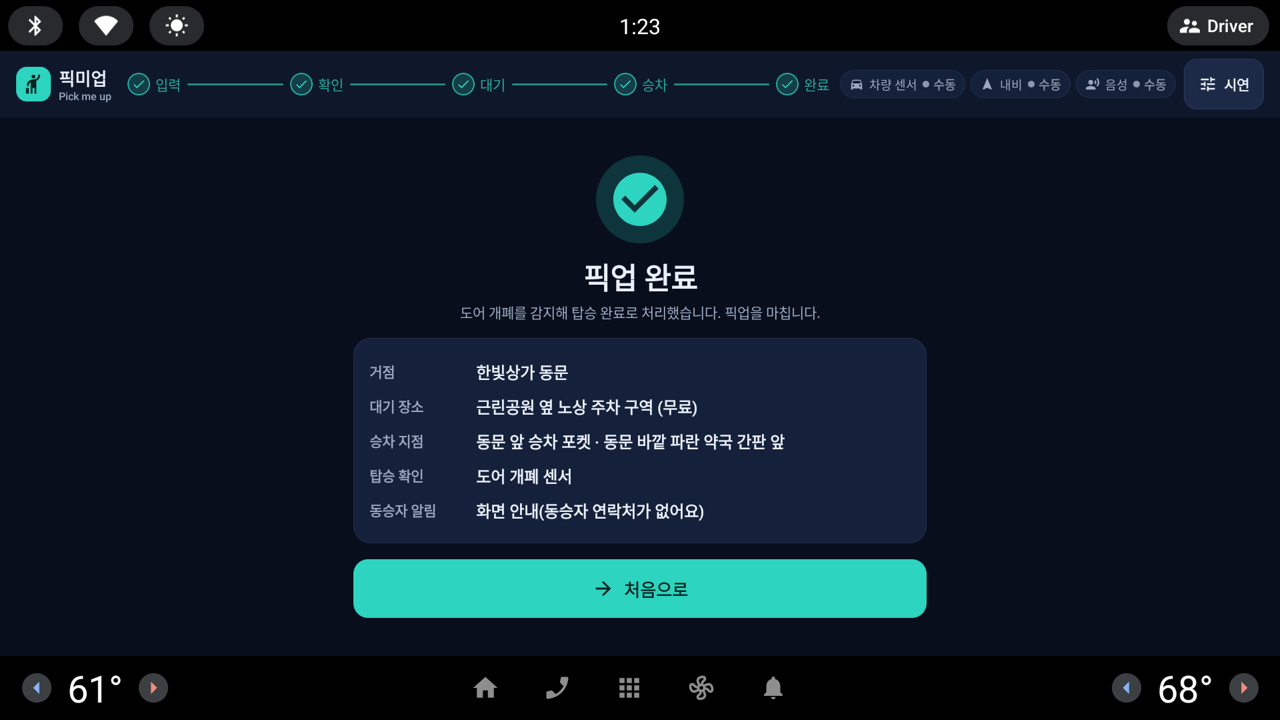 1:23
Driver
픽미업
Pick me up
입력
확인
대기
승차
완료
차량 센서 ● 수동
내비 ● 수동
음성 ● 수동
시연
픽업 완료
도어 개폐를 감지해 탑승 완료로 처리했습니다. 픽업을 마칩니다.
거점 한빛상가 동문
대기 장소 근린공원 옆 노상 주차 구역 (무료)
승차 지점 동문 앞 승차 포켓 · 동문 바깥 파란 약국 간판 앞
탑승 확인 도어 개폐 센서
동승자 알림 화면 안내(동승자 연락처가 없어요)
→ 처음으로
61°
68°